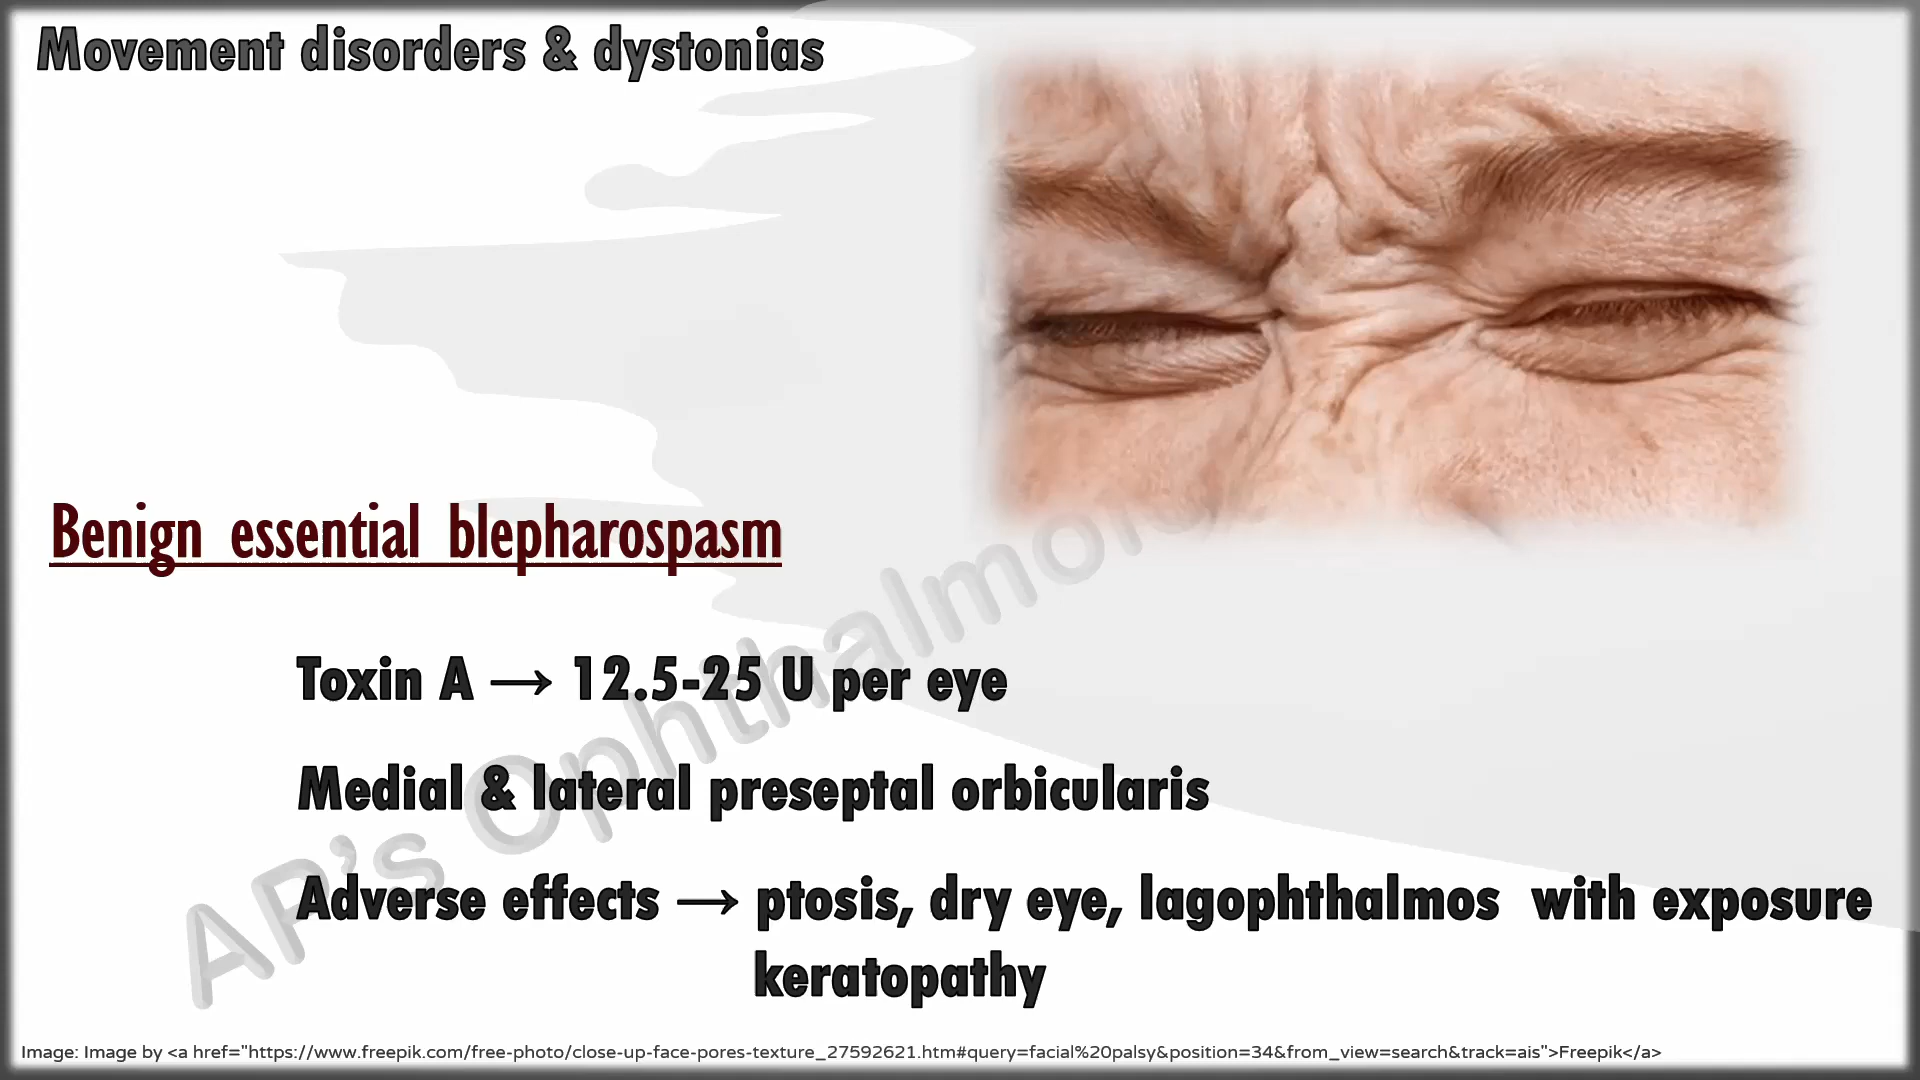 Movement disorders & dystonias
Benign essential blepharospasm
Toxin A → 12.5-25 U per eye
Medial & lateral preseptal orbicularis
Adverse effects → ptosis, dry eye, lagophthalmos with exposure
keratopathy
AP's Ophthalmolo
Image: Image by <a href="https://www.freepik.com/free-photo/close-up-face-pores-texture_27592621.htm#query=facial%20palsy&position=34&from_view=search&track=ais">Freepik</a>